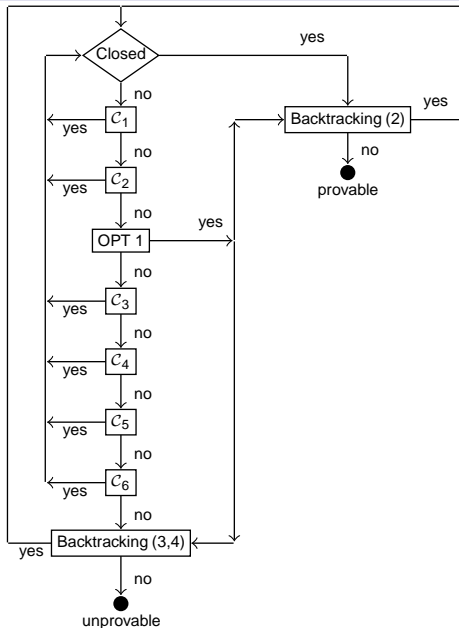 Closed
yes
no
yes
C1
Backtracking (2)
yes
no
no
yes
C2
provable
no
OPT 1
yes
no
yes
C3
no
yes
C4
no
yes
C5
no
yes
C6
no
yes
Backtracking (3,4)
no
unprovable